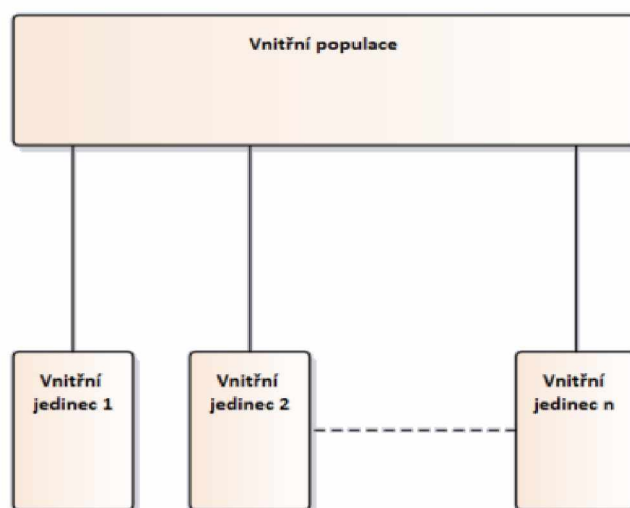 Vnitřní populace
Vnitřní
jedinec 1
Vnitřní
jedinec 2
Vnitřní
jedinec n